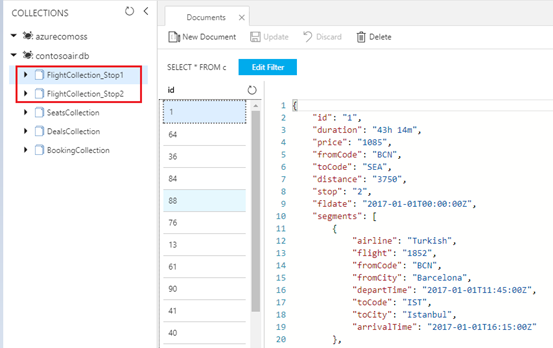 COLLECTIONS
azurecomoss
contosoairdb
FlightCollection_Stop1
FlightCollection_Stop2
SeatsCollection
DealsCollection
BookingCollection
Documents
New Document Update Discard Delete
SELECT * FROM c Edit Filter
id
1
64
36
84
88
76
13
61
90
41
40
1 {
2 "id": "1",
3 "duration": "43h 14m",
4 "price": "1085",
5 "fromCode": "BCN",
6 "toCode": "SEA",
7 "distance": "3750",
8 "stop": "2",
9 "fldate": "2017-01-01T00:00:00Z",
10 "segments": [
11 {
12 "airline": "Turkish",
13 "flight": "1852",
14 "fromCode": "BCN",
15 "fromCity": "Barcelona",
16 "departTime": "2017-01-01T11:45:00Z",
17 "toCode": "IST",
18 "toCity": "Istanbul",
19 "arrivalTime": "2017-01-01T16:15:00Z"
20 },